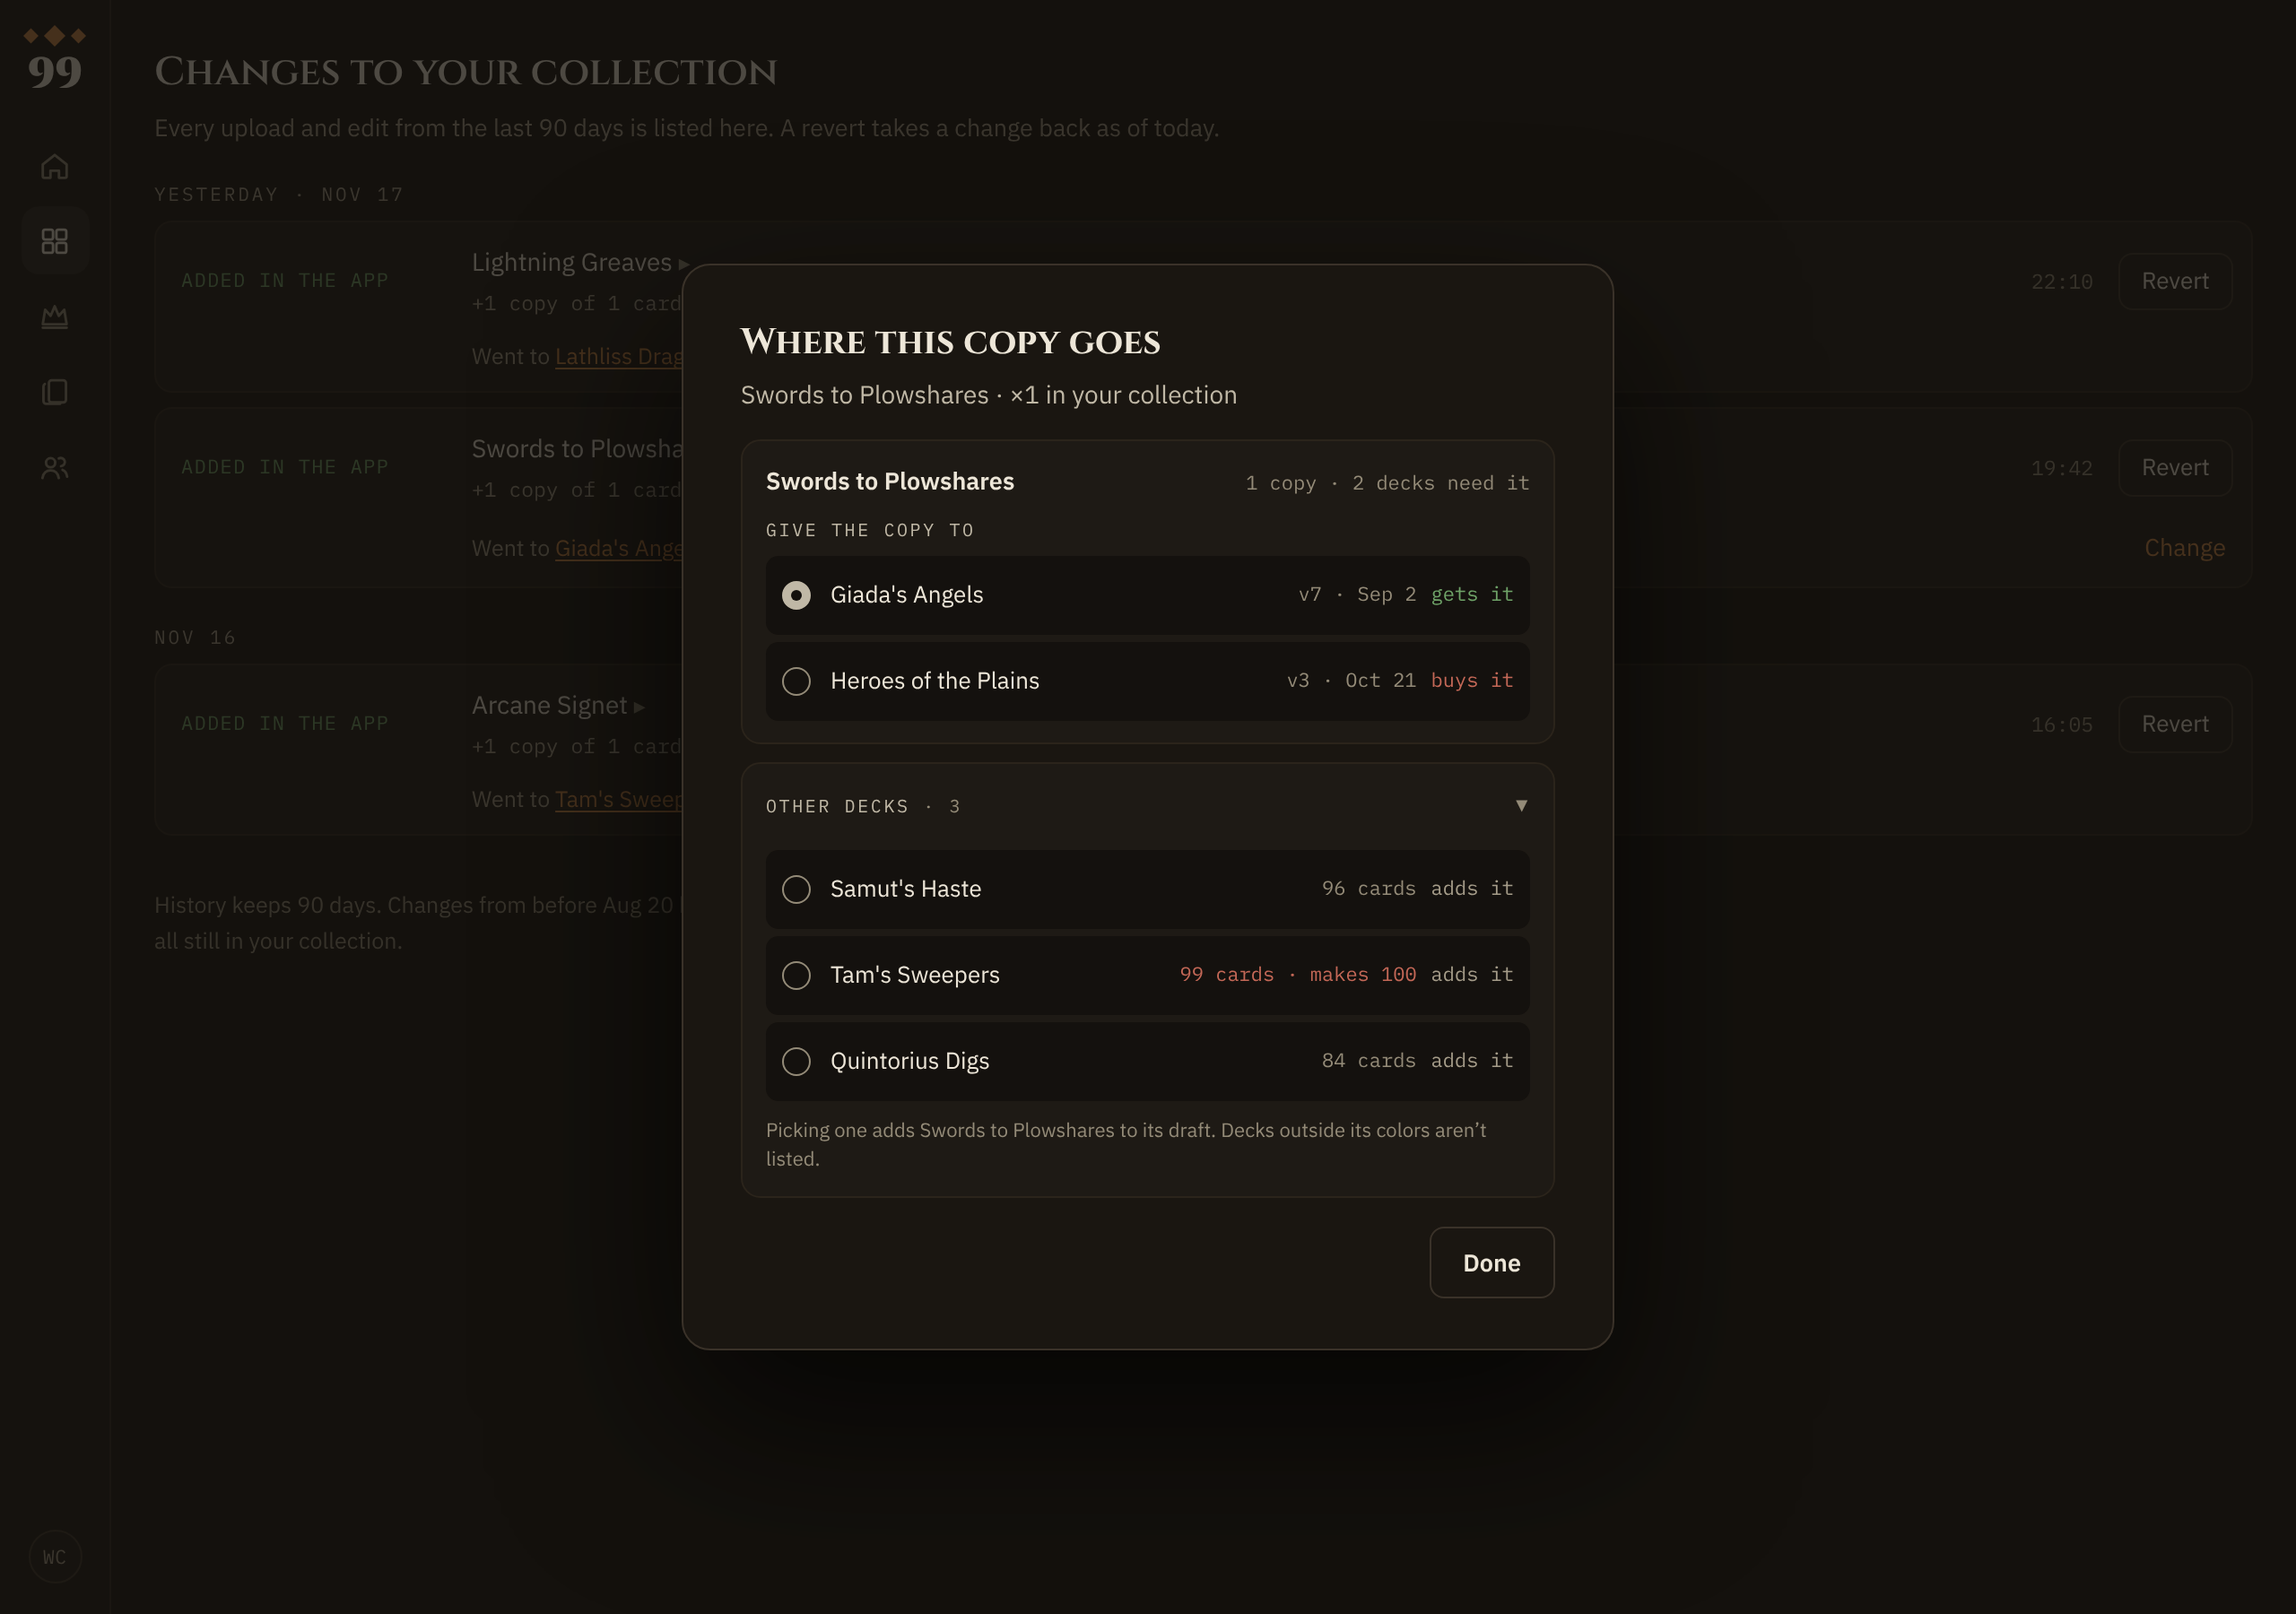 99
CHANGES TO YOUR COLLECTION
Every upload and edit from the last 90 days is listed here. A revert takes a change back as of today.
YESTERDAY · NOV 17
ADDED IN THE APP
Lightning Greaves ▸
+1 copy of 1 card
Went to Lathliss Drag
22:10
Revert
ADDED IN THE APP
Swords to Plowsha
+1 copy of 1 card
Went to Giada's Ange
19:42
Revert
Change
NOV 16
ADDED IN THE APP
Arcane Signet ▸
+1 copy of 1 card
Went to Tam's Sweep
16:05
Revert
History keeps 90 days. Changes from before Aug 20
all still in your collection.
WC
WHERE THIS COPY GOES
Swords to Plowshares · ×1 in your collection
Swords to Plowshares 1 copy · 2 decks need it
GIVE THE COPY TO
Giada's Angels v7 · Sep 2 gets it
Heroes of the Plains v3 · Oct 21 buys it
OTHER DECKS · 3 ▼
Samut's Haste 96 cards adds it
Tam's Sweepers 99 cards · makes 100 adds it
Quintorius Digs 84 cards adds it
Picking one adds Swords to Plowshares to its draft. Decks outside its colors aren’t
listed.
Done